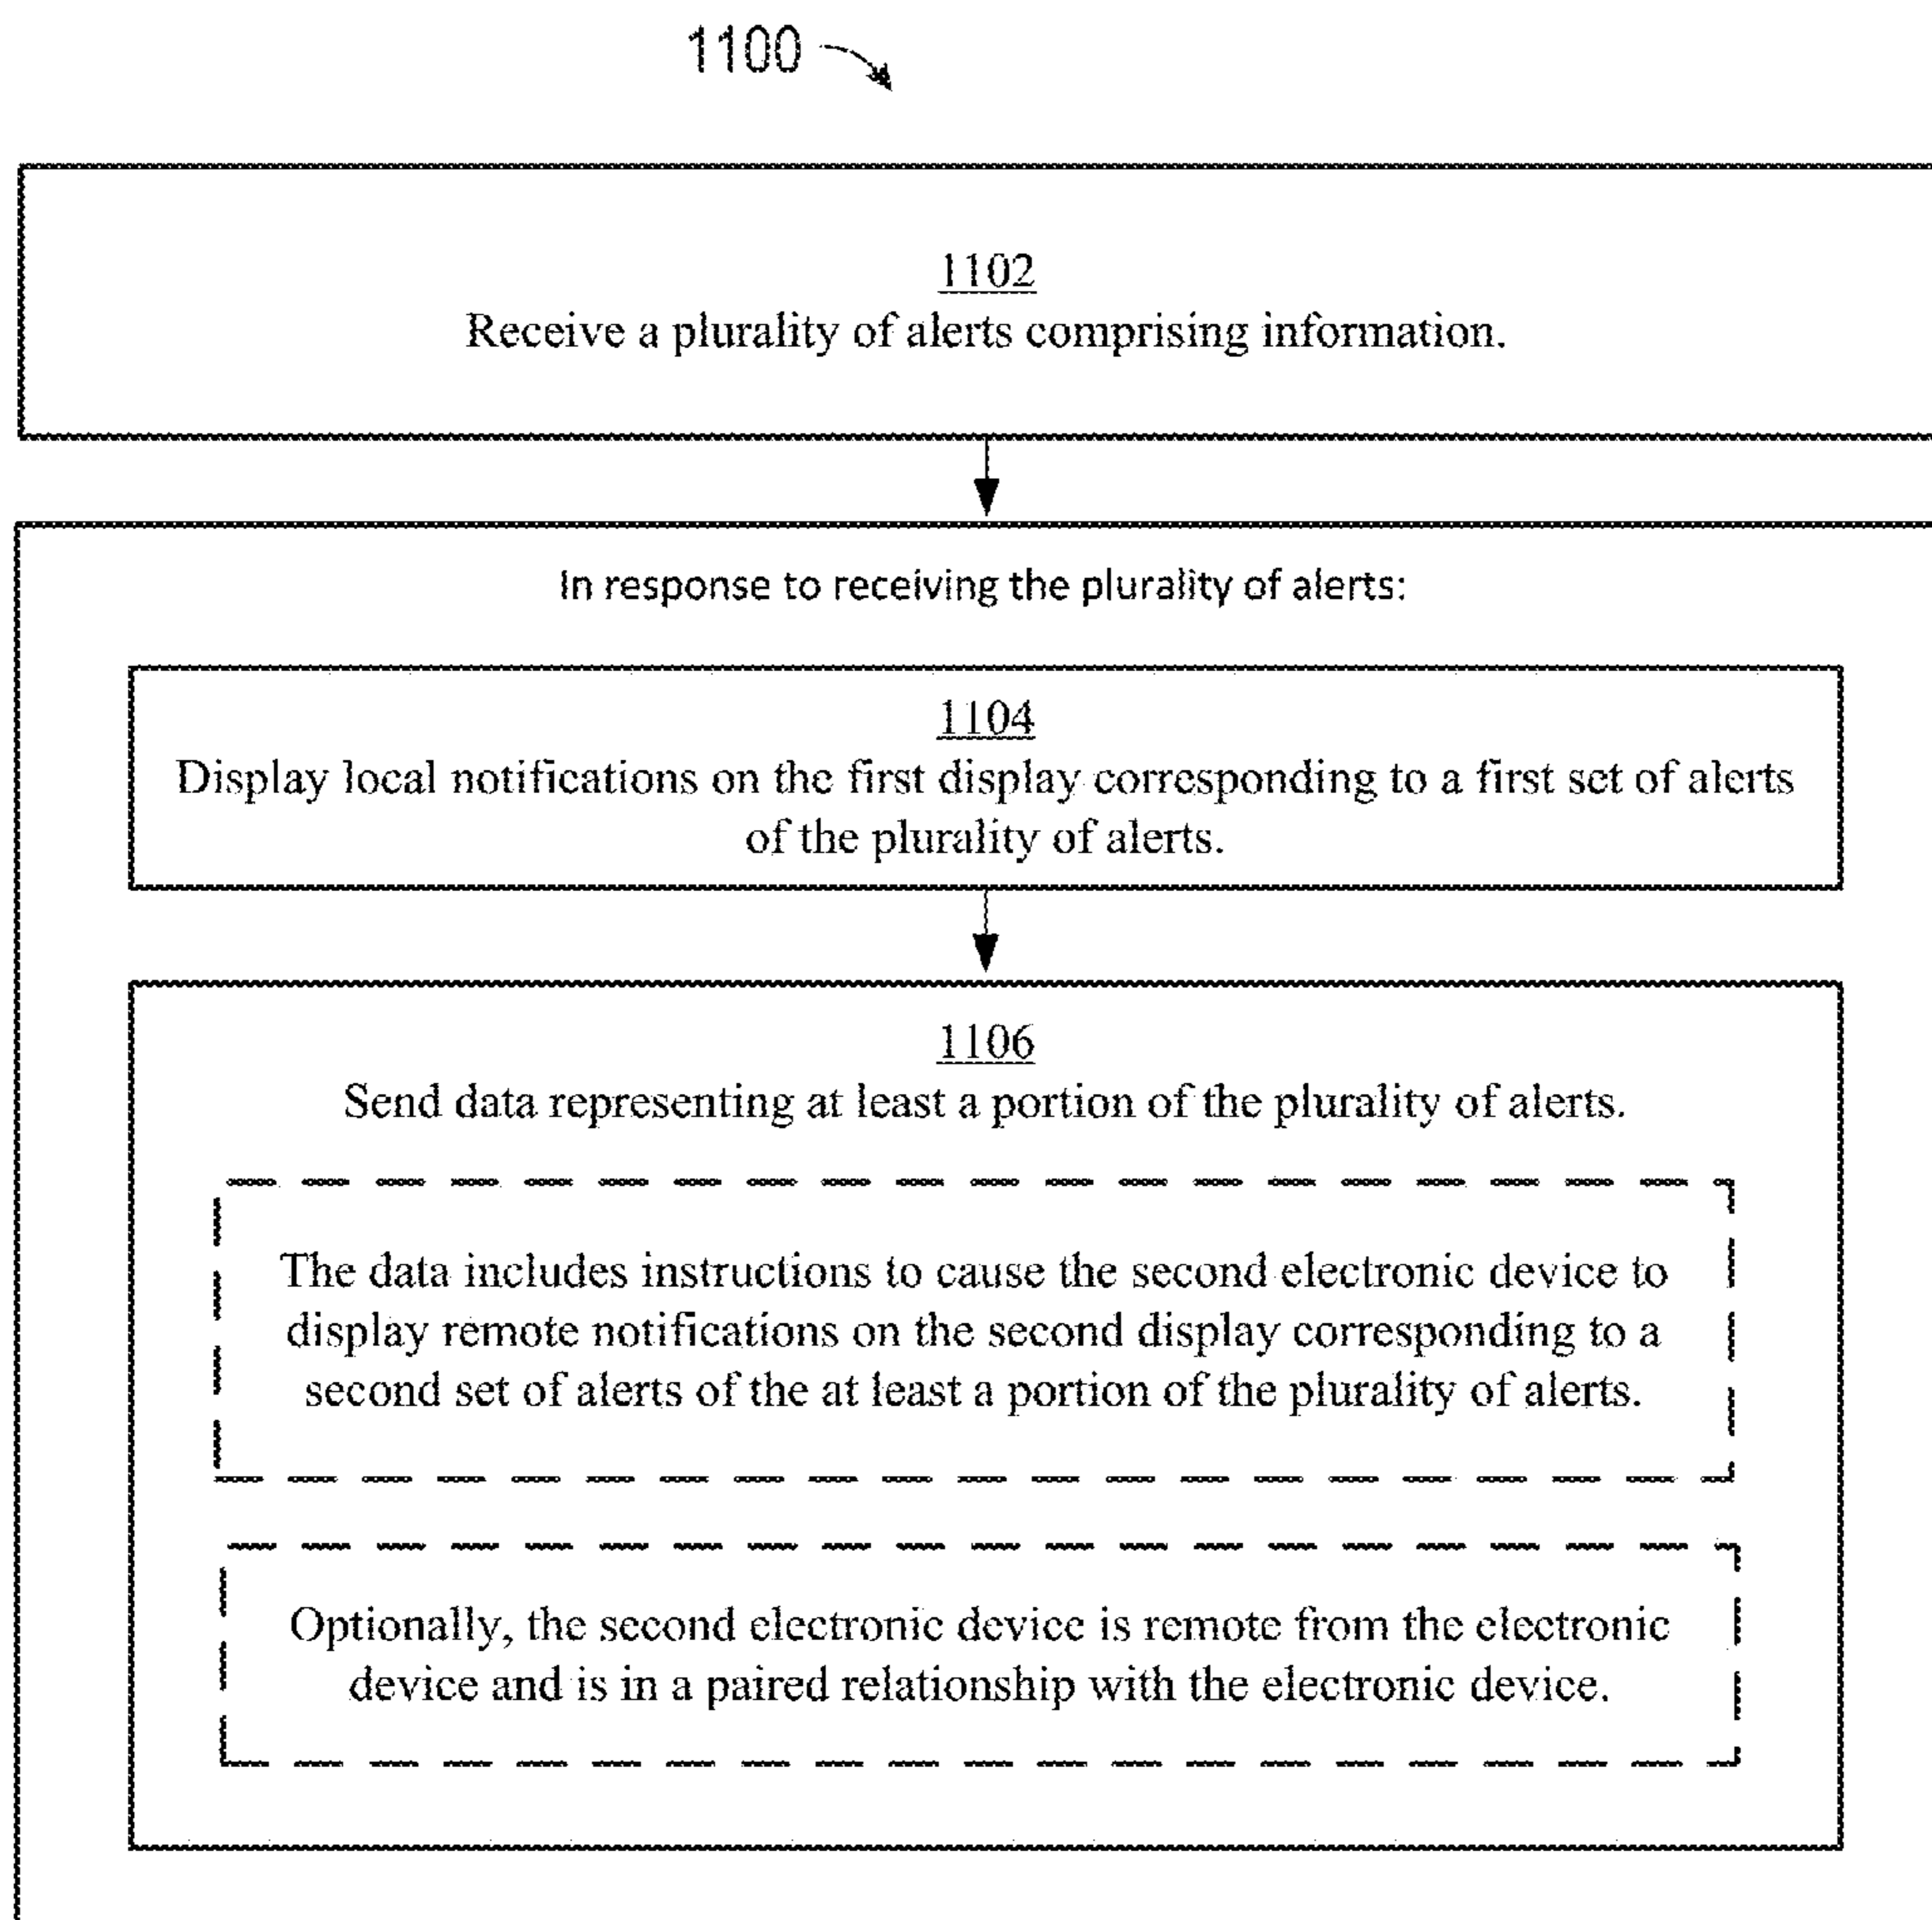 1100
1102
Receive a plurality of alerts comprising information.
In response to receiving the plurality of alerts:
1104
Display local notifications on the first display corresponding to a first set of alerts
of the plurality of alerts.
1106
Send data representing at least a portion of the plurality of alerts.
The data includes instructions to cause the second electronic device to
display remote notifications on the second display corresponding to a
second set of alerts of the at least a portion of the plurality of alerts.
Optionally, the second electronic device is remote from the electronic
device and is in a paired relationship with the electronic device.